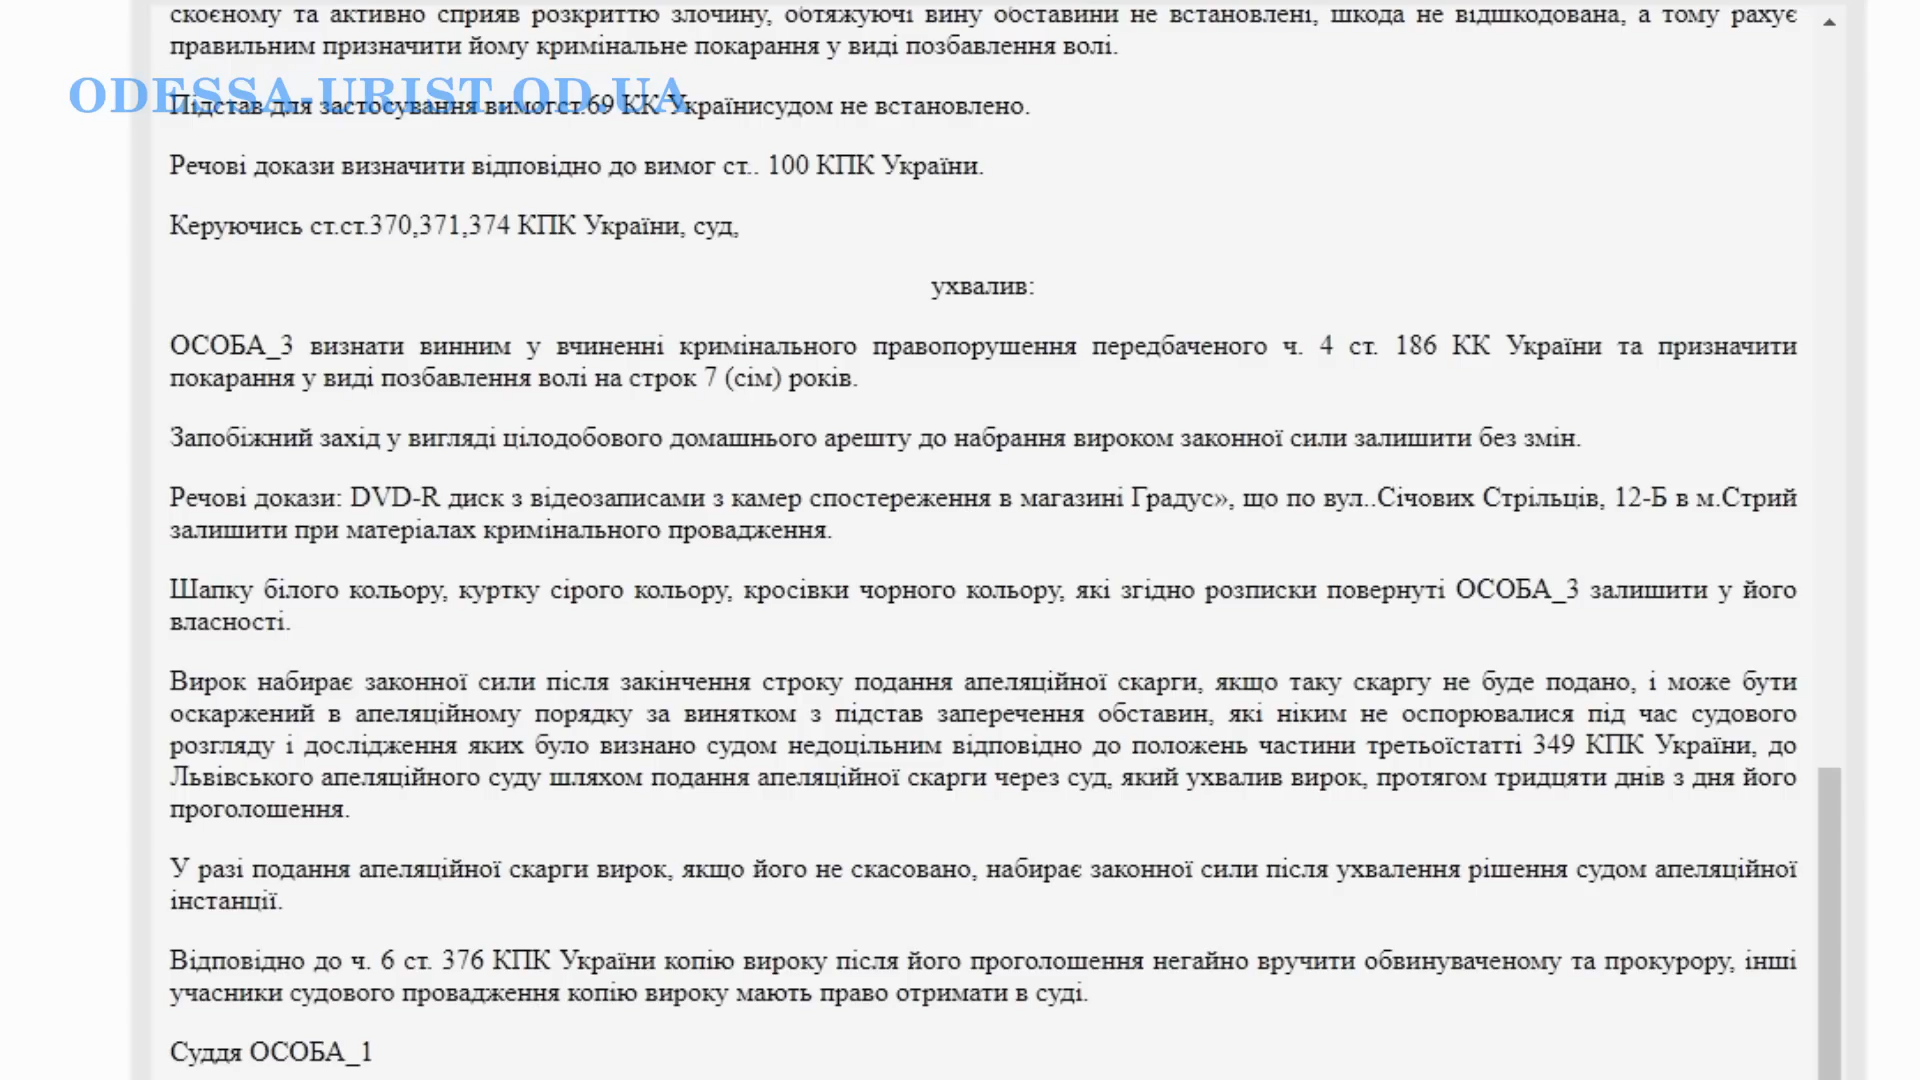 скоєному та активно сприяв розкриттю злочину, обтяжуючі вину обставини не встановлені, шкода не відшкодована, а тому рахує
правильним призначити йому кримінальне покарання у виді позбавлення волі.
ODESSA-URIST.OD.UA
Підстав для застосування вимогст.69 КК Українисудом не встановлено.
Речові докази визначити відповідно до вимог ст.. 100 КПК України.
Керуючись ст.ст.370,371,374 КПК України, суд,
ухвалив:
ОСОБА_3 визнати винним у вчиненні кримінального правопорушення передбаченого ч. 4 ст. 186 КК України та призначити
покарання у виді позбавлення волі на строк 7 (сім) років.
Запобіжний захід у вигляді цілодобового домашнього арешту до набрання вироком законної сили залишити без змін.
Речові докази: DVD-R диск з відеозаписами з камер спостереження в магазині Градус», що по вул..Січових Стрільців, 12-Б в м.Стрий
залишити при матеріалах кримінального провадження.
Шапку білого кольору, куртку сірого кольору, кросівки чорного кольору, які згідно розписки повернуті ОСОБА_3 залишити у його
власності.
Вирок набирає законної сили після закінчення строку подання апеляційної скарги, якщо таку скаргу не буде подано, і може бути
оскаржений в апеляційному порядку за винятком з підстав заперечення обставин, які ніким не оспорювалися під час судового
розгляду і дослідження яких було визнано судом недоцільним відповідно до положень частини третьоїстатті 349 КПК України, до
Львівського апеляційного суду шляхом подання апеляційної скарги через суд, який ухвалив вирок, протягом тридцяти днів з дня його
проголошення.
У разі подання апеляційної скарги вирок, якщо його не скасовано, набирає законної сили після ухвалення рішення судом апеляційної
інстанції.
Відповідно до ч. 6 ст. 376 КПК України копію вироку після його проголошення негайно вручити обвинуваченому та прокурору, інші
учасники судового провадження копію вироку мають право отримати в суді.
Суддя ОСОБА_1